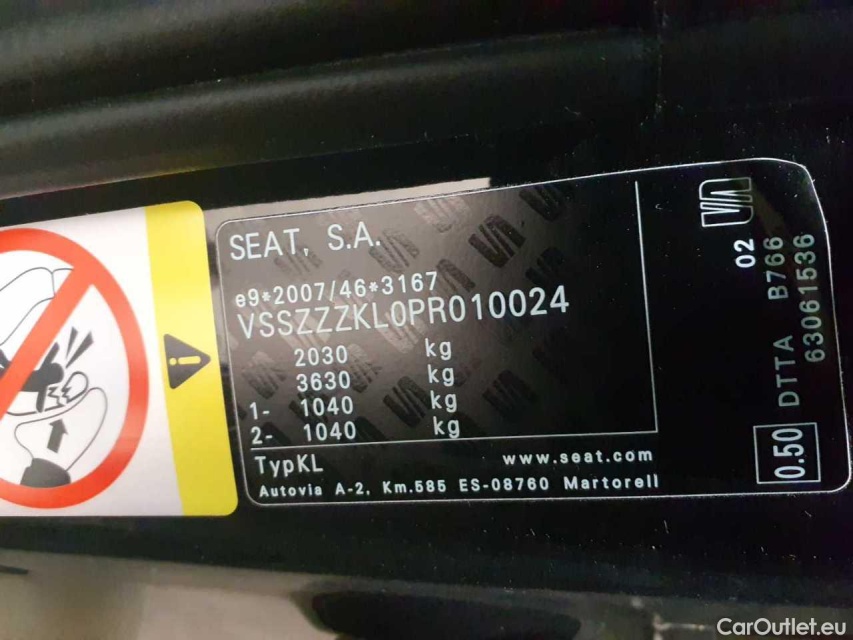 SEAT, S.A.
e9*2007/46*3167
VSSZZZKL0PR010024
2030 kg
3630 kg
1- 1040 kg
2- 1040 kg
TypKL www.seat.com
Autovia A-2, Km.585 ES-08760 Martorell
02
0.50 DTTA B766
63061536
CarOutlet.eu